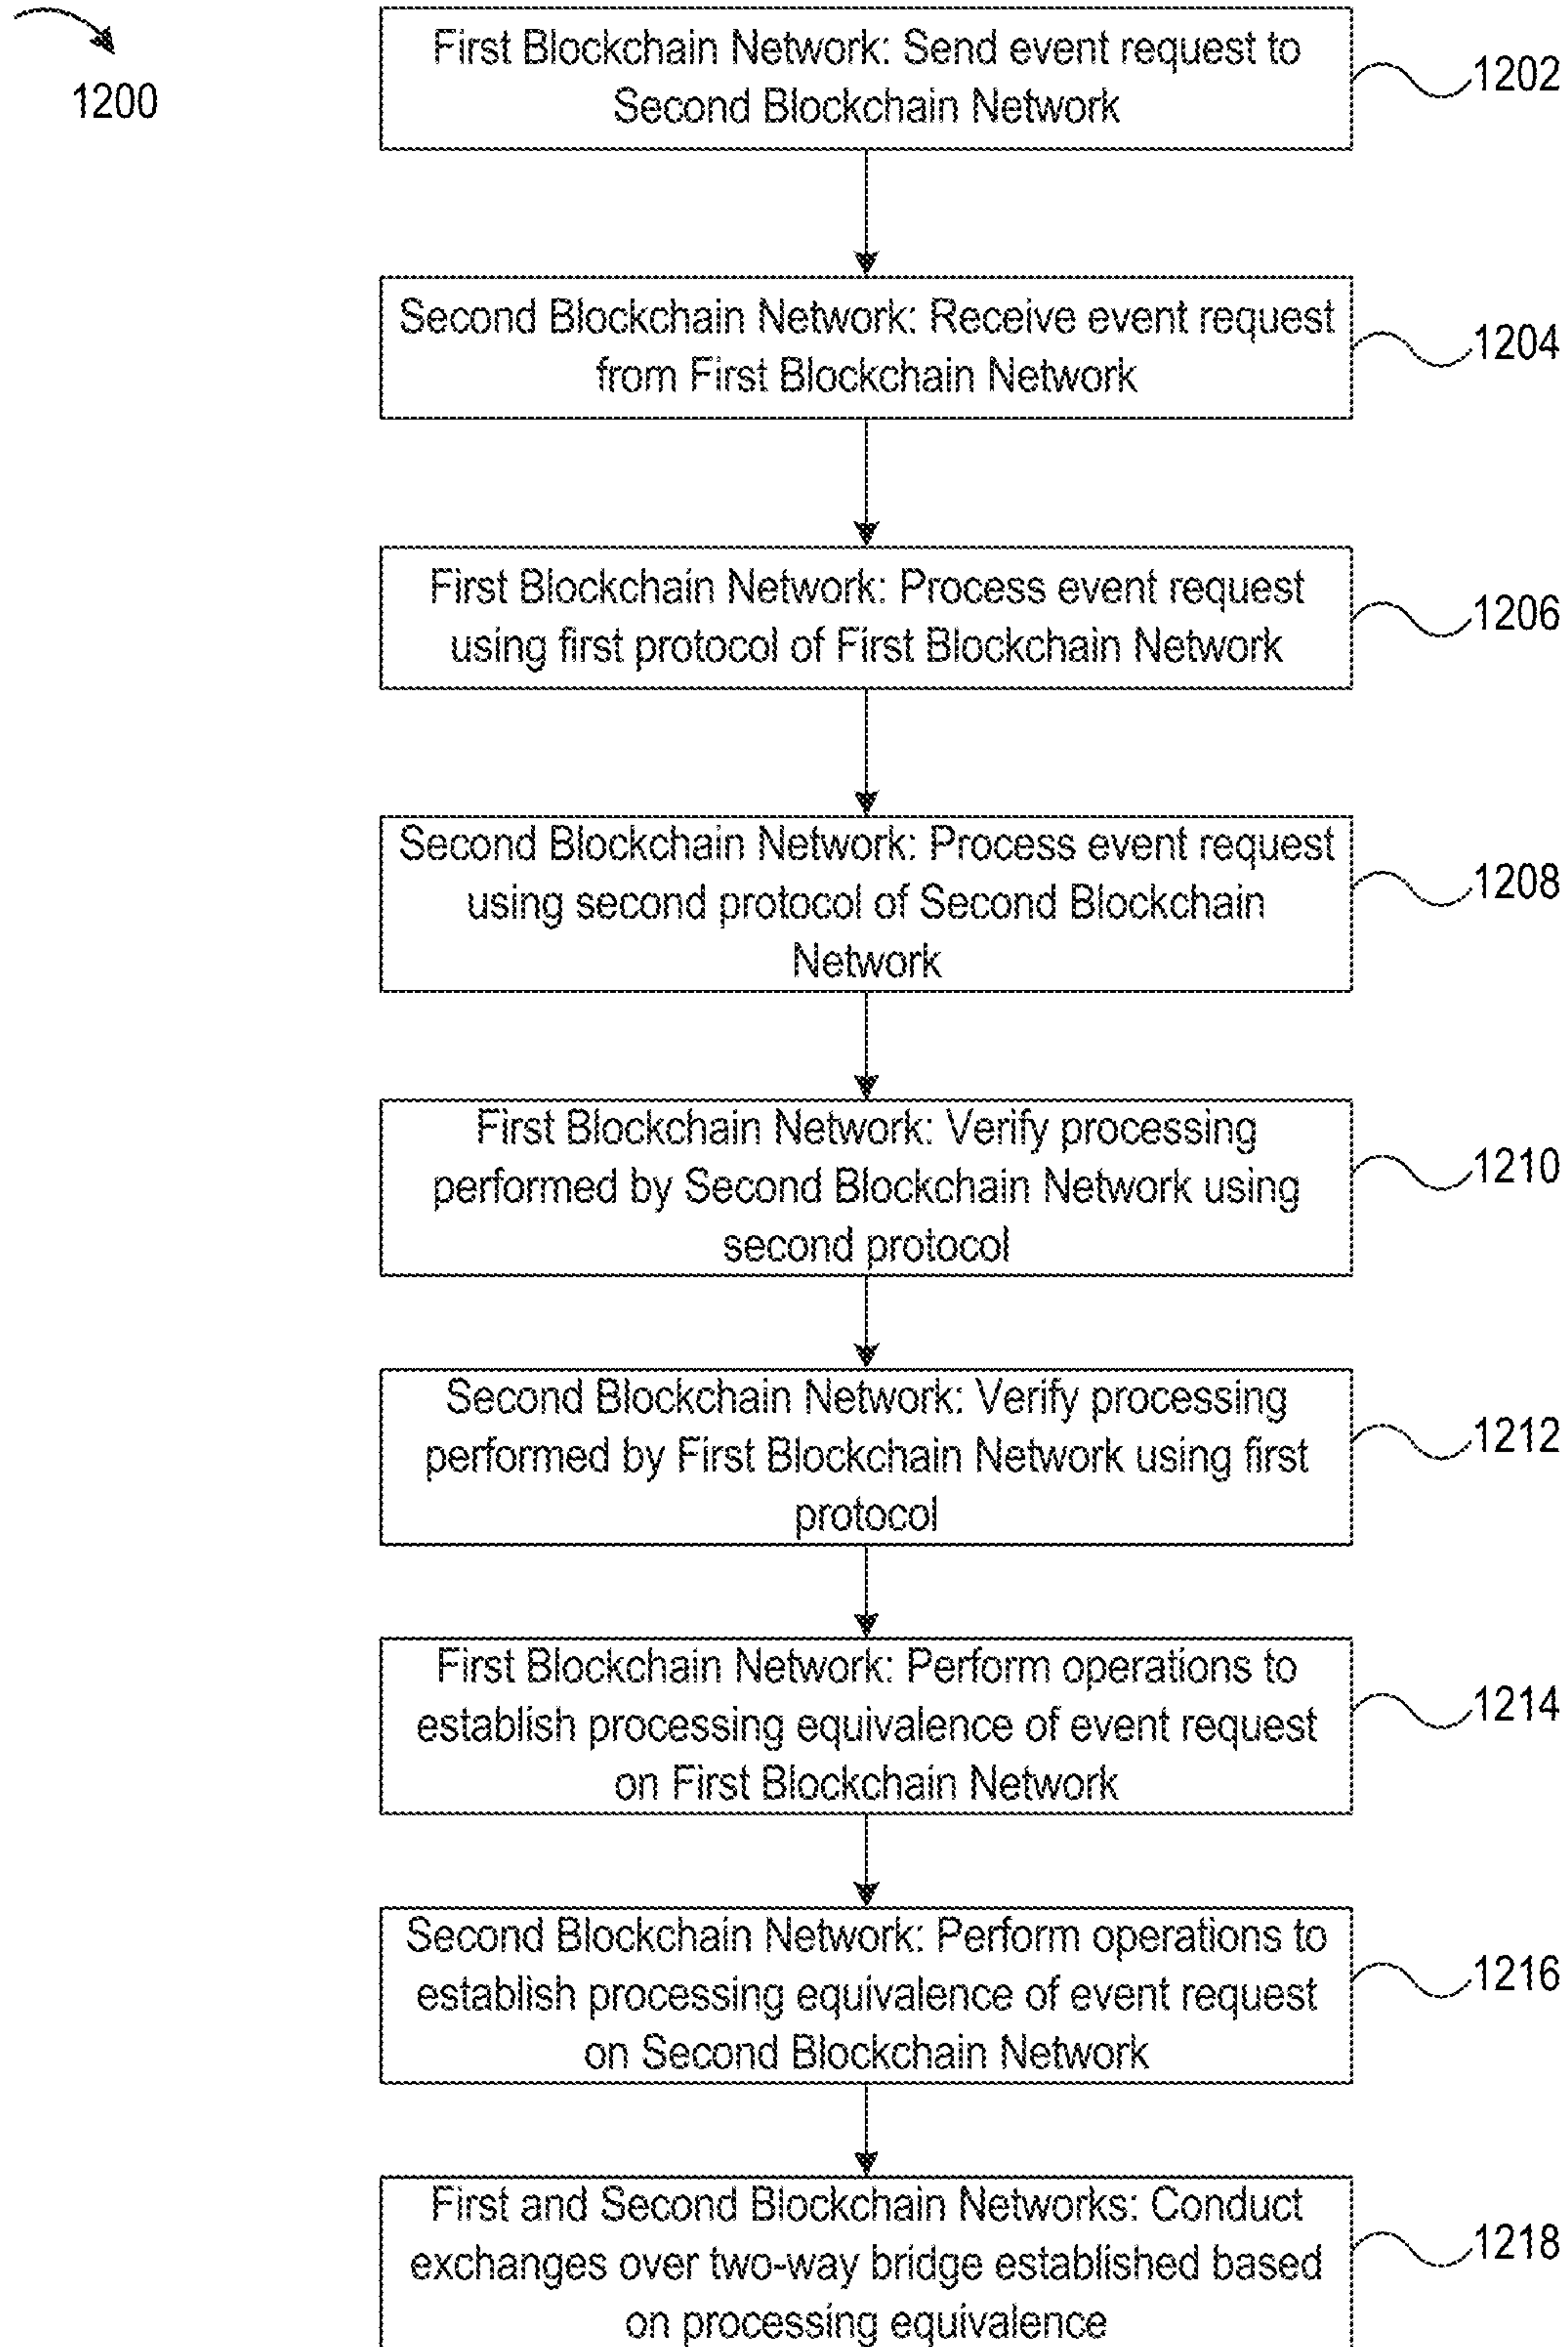 1200
First Blockchain Network: Send event request to
Second Blockchain Network
1202
Second Blockchain Network: Receive event request
from First Blockchain Network
1204
First Blockchain Network: Process event request
using first protocol of First Blockchain Network
1206
Second Blockchain Network: Process event request
using second protocol of Second Blockchain
Network
1208
First Blockchain Network: Verify processing
performed by Second Blockchain Network using
second protocol
1210
Second Blockchain Network: Verify processing
performed by First Blockchain Network using first
protocol
1212
First Blockchain Network: Perform operations to
establish processing equivalence of event request
on First Blockchain Network
1214
Second Blockchain Network: Perform operations to
establish processing equivalence of event request
on Second Blockchain Network
1216
First and Second Blockchain Networks: Conduct
exchanges over two-way bridge established based
on processing equivalence
1218